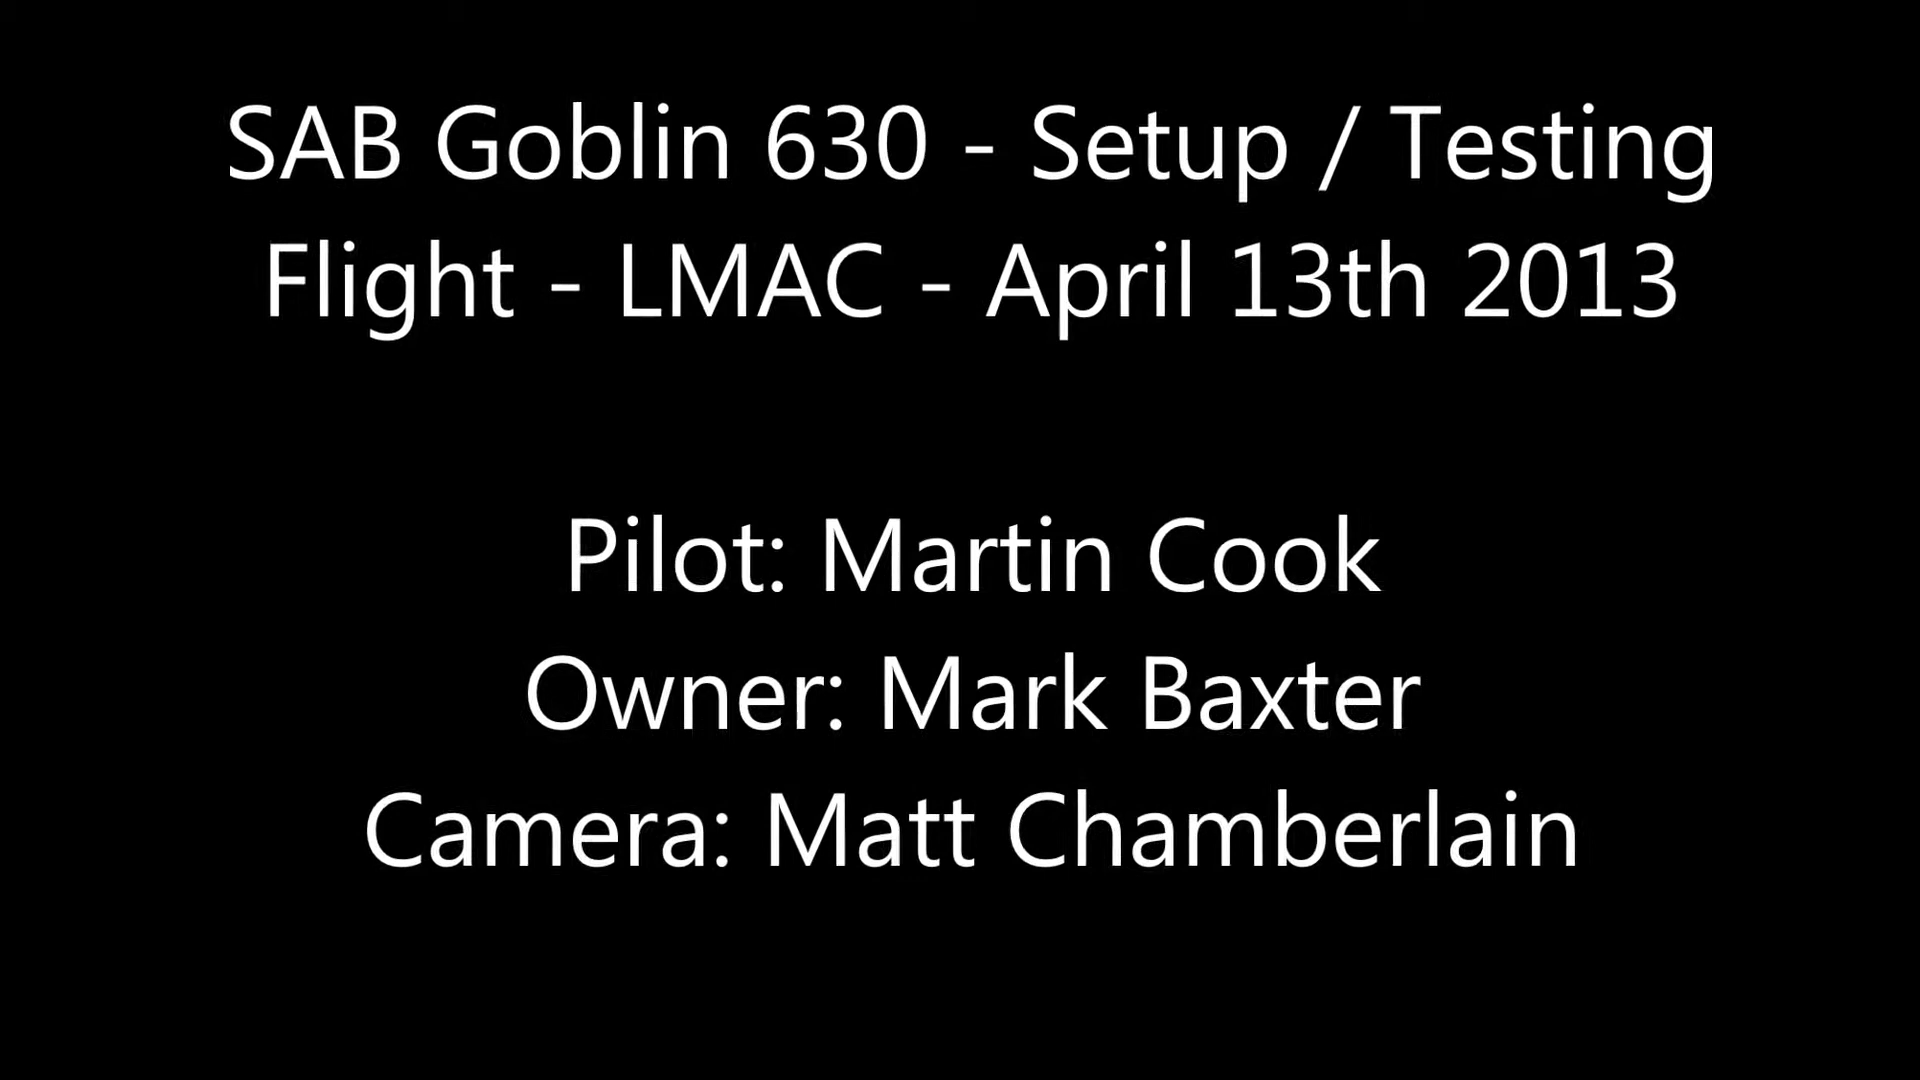 SAB Goblin 630 - Setup / Testing
Flight - LMAC - April 13th 2013
Pilot: Martin Cook
Owner: Mark Baxter
Camera: Matt Chamberlain